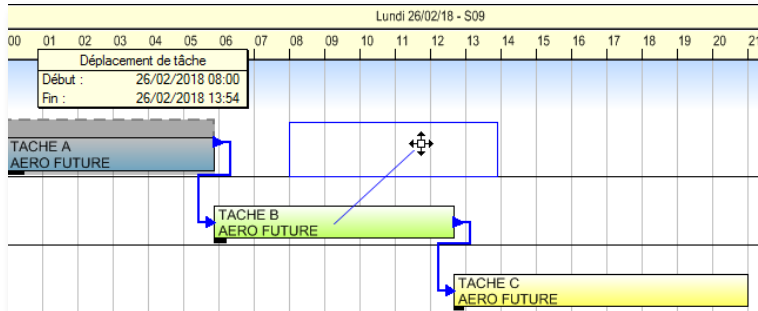 Lundi 26/02/18 - S09
00 01 02 03 04 05 06 07 08 09 10 11 12 13 14 15 16 17 18 19 20 21
Déplacement de tâche
Début : 26/02/2018 08:00
Fin : 26/02/2018 13:54
TACHE A
AERO FUTURE
TACHE B
AERO FUTURE
TACHE C
AERO FUTURE